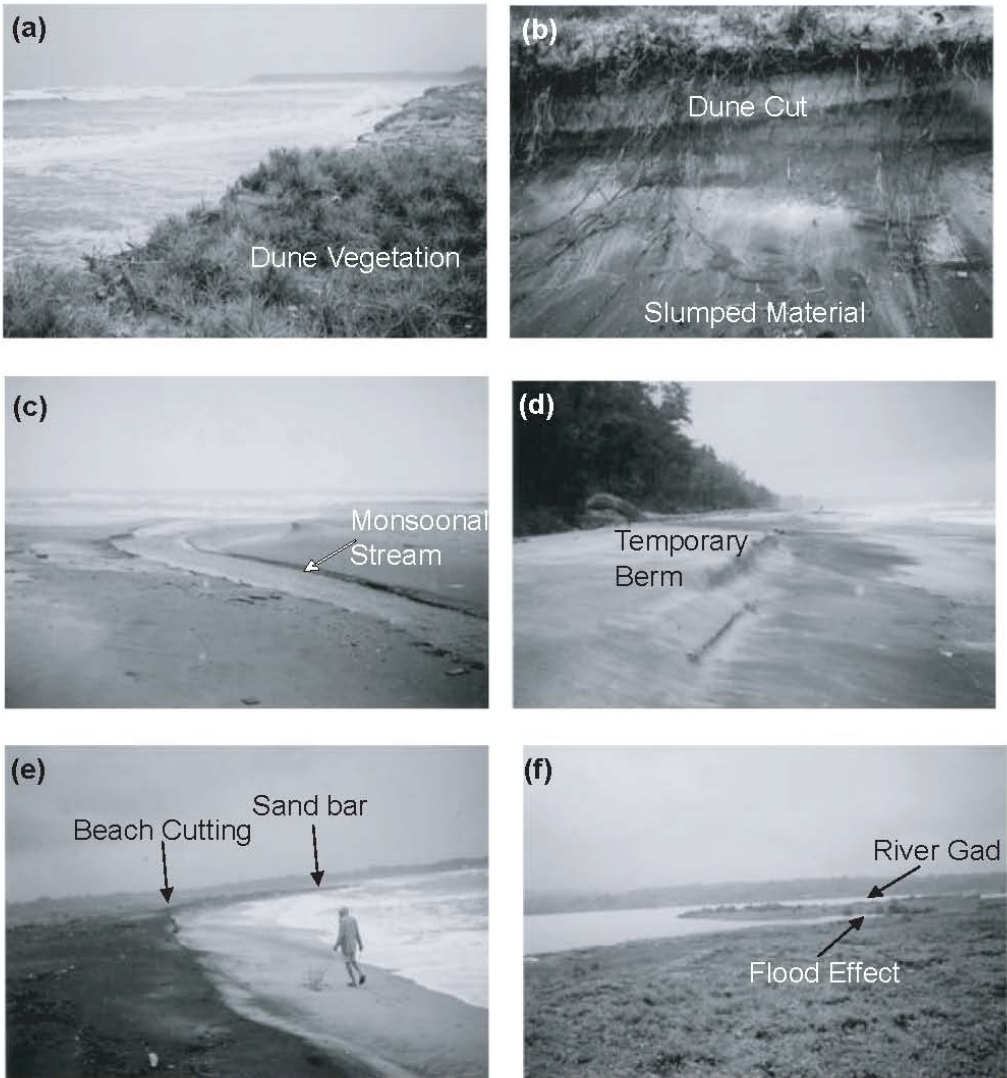 (a)
Dune Vegetation
(b)
Dune Cut
Slumped Material
(c)
Monsoonal
Stream
(d)
Temporary
Berm
(e)
Beach Cutting
Sand bar
(f)
River Gad
Flood Effect